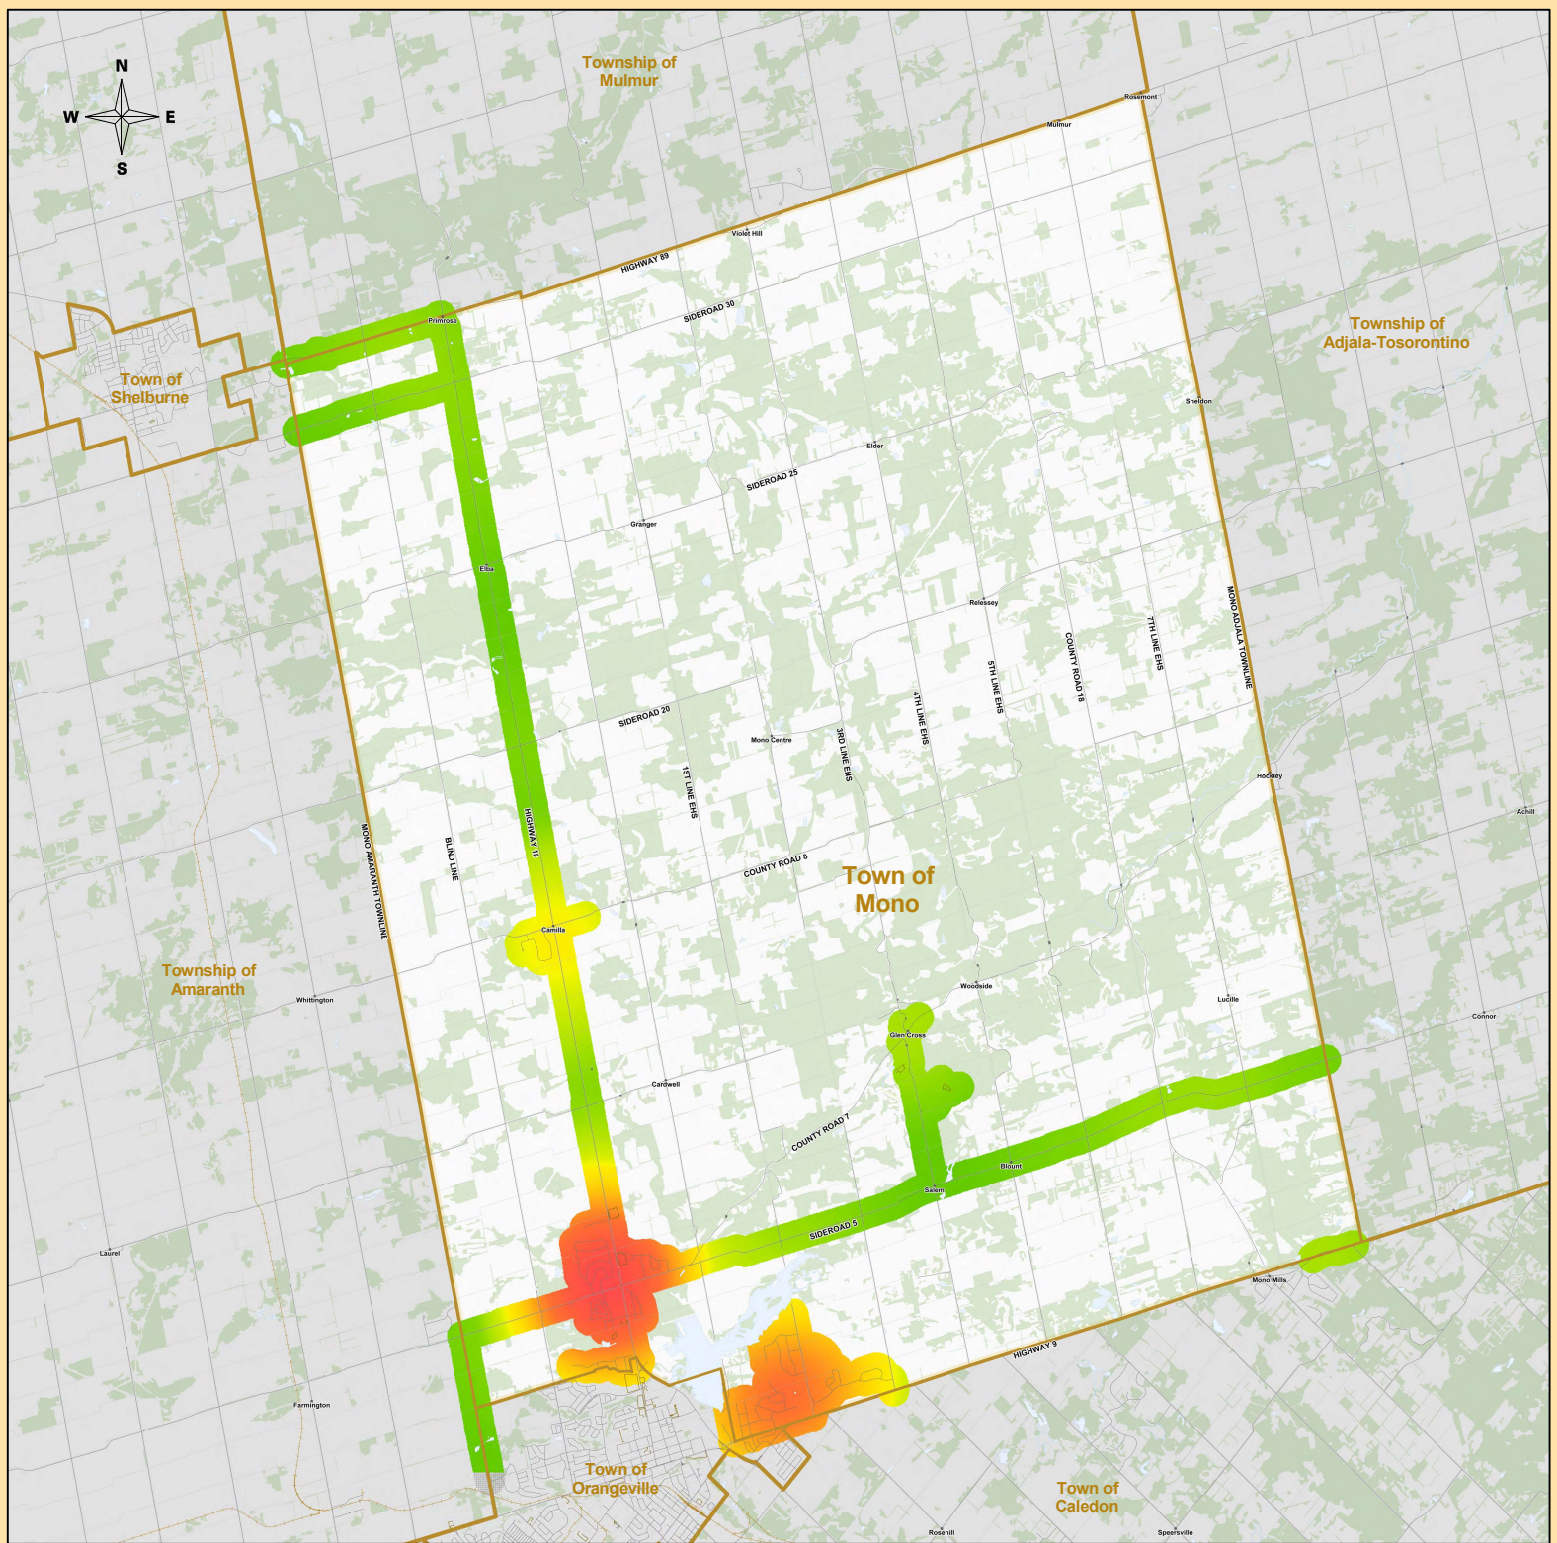 N
W E
S
Township of
Mulmur
Rosemont
Mulmur
Violet Hill
HIGHWAY 89
SIDEROAD 30
Primrose
Township of
Adjala-Tosorontino
Town of
Shelburne
Sheldon
Elder
SIDEROAD 25
Granger
Elba
Relessey
MONO ADJALA TOWNLINE
7TH LINE EHS
COUNTY ROAD 18
5TH LINE EHS
4TH LINE EHS
SIDEROAD 20
Mono Centre
3RD LINE EHS
1ST LINE EHS
Hockley
Achill
HIGHWAY 10
MONO AMARANTH TOWNLINE
BLIND LINE
COUNTY ROAD 8
Town of
Mono
Camilla
Township of
Amaranth
Whittington
Woodside
Lucille
Connor
Glen Cross
Cardwell
COUNTY ROAD 7
Blount
Salem
SIDEROAD 5
Laurel
Mono Mills
HIGHWAY 9
Farmington
Town of
Orangeville
Town of
Caledon
Rosehill
Speersville